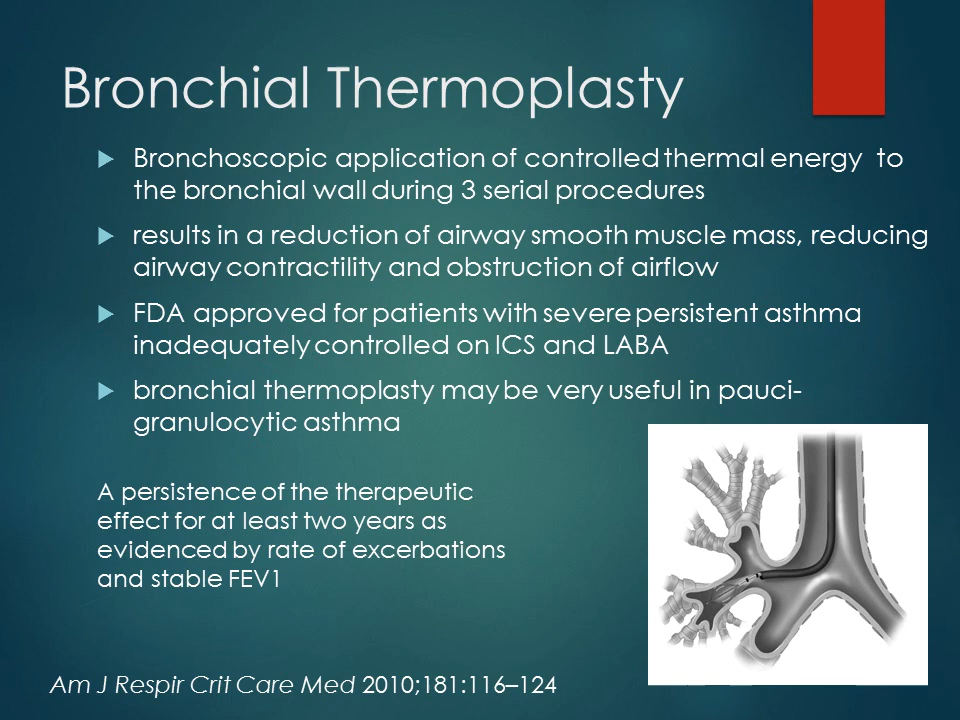 Bronchial Thermoplasty
Bronchoscopic application of controlled thermal energy to
the bronchial wall during 3 serial procedures
results in a reduction of airway smooth muscle mass, reducing
airway contractility and obstruction of airflow
FDA approved for patients with severe persistent asthma
inadequately controlled on ICS and LABA
bronchial thermoplasty may be very useful in pauci-
granulocytic asthma
A persistence of the therapeutic
effect for at least two years as
evidenced by rate of excerbations
and stable FEV1
Am J Respir Crit Care Med 2010;181:116–124